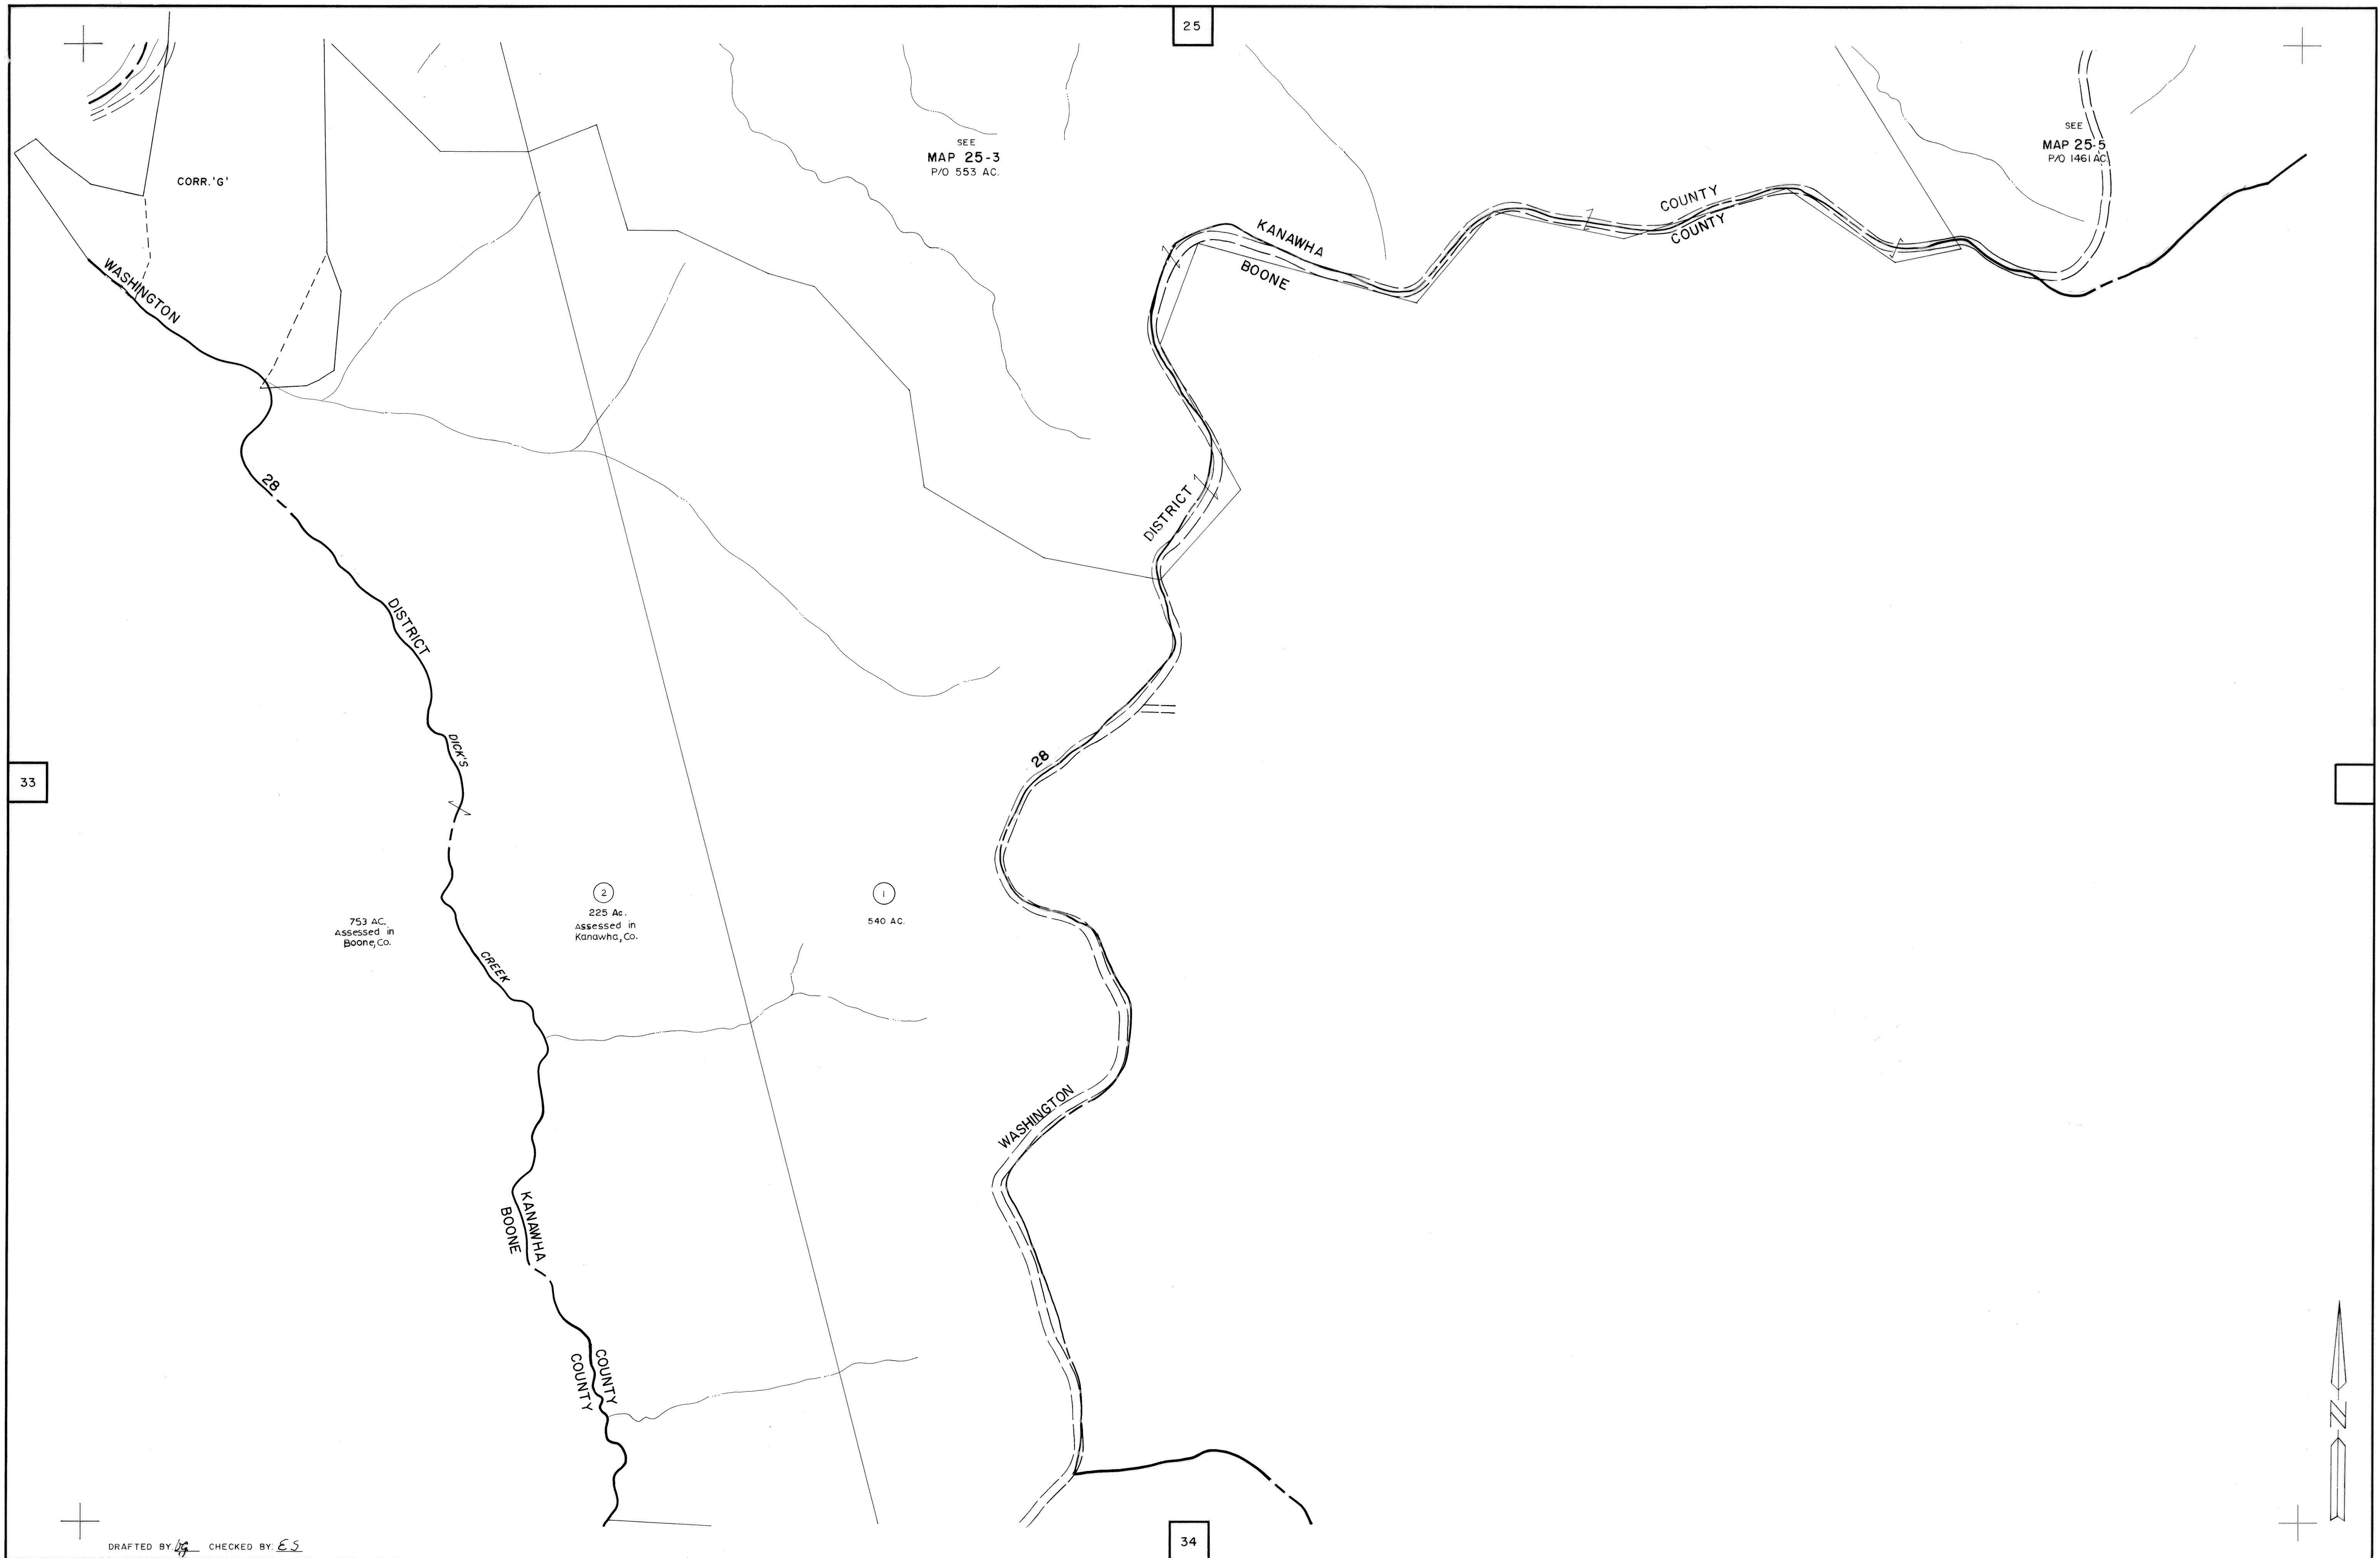 25
SEE
MAP 25-3
P/O 553 AC.
SEE
MAP 25-5
P/O 1461 AC.
CORR. 'G'
KANAWHA COUNTY
BOONE COUNTY
WASHINGTON
28
DISTRICT
DISTRICT
DICK'S
28
33
2
225 Ac.
Assessed in
Kanawha, Co.
1
540 AC.
753 AC.
Assessed in
Boone, Co.
CREEK
WASHINGTON
KANAWHA
BOONE
COUNTY
COUNTY
N
34
DRAFTED BY: CHECKED BY: E S